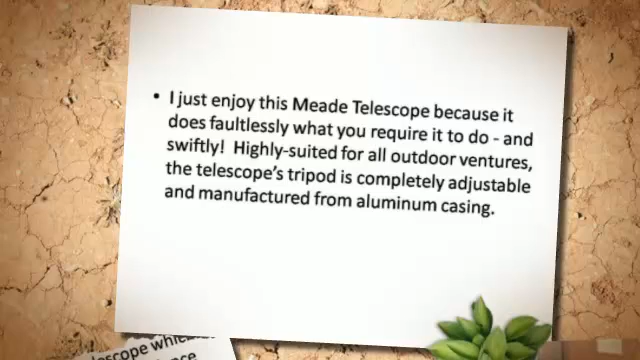 • I just enjoy this Meade Telescope because it
does faultlessly what you require it to do - and
swiftly!  Highly-suited for all outdoor ventures,
the telescope's tripod is completely adjustable
and manufactured from aluminum casing.